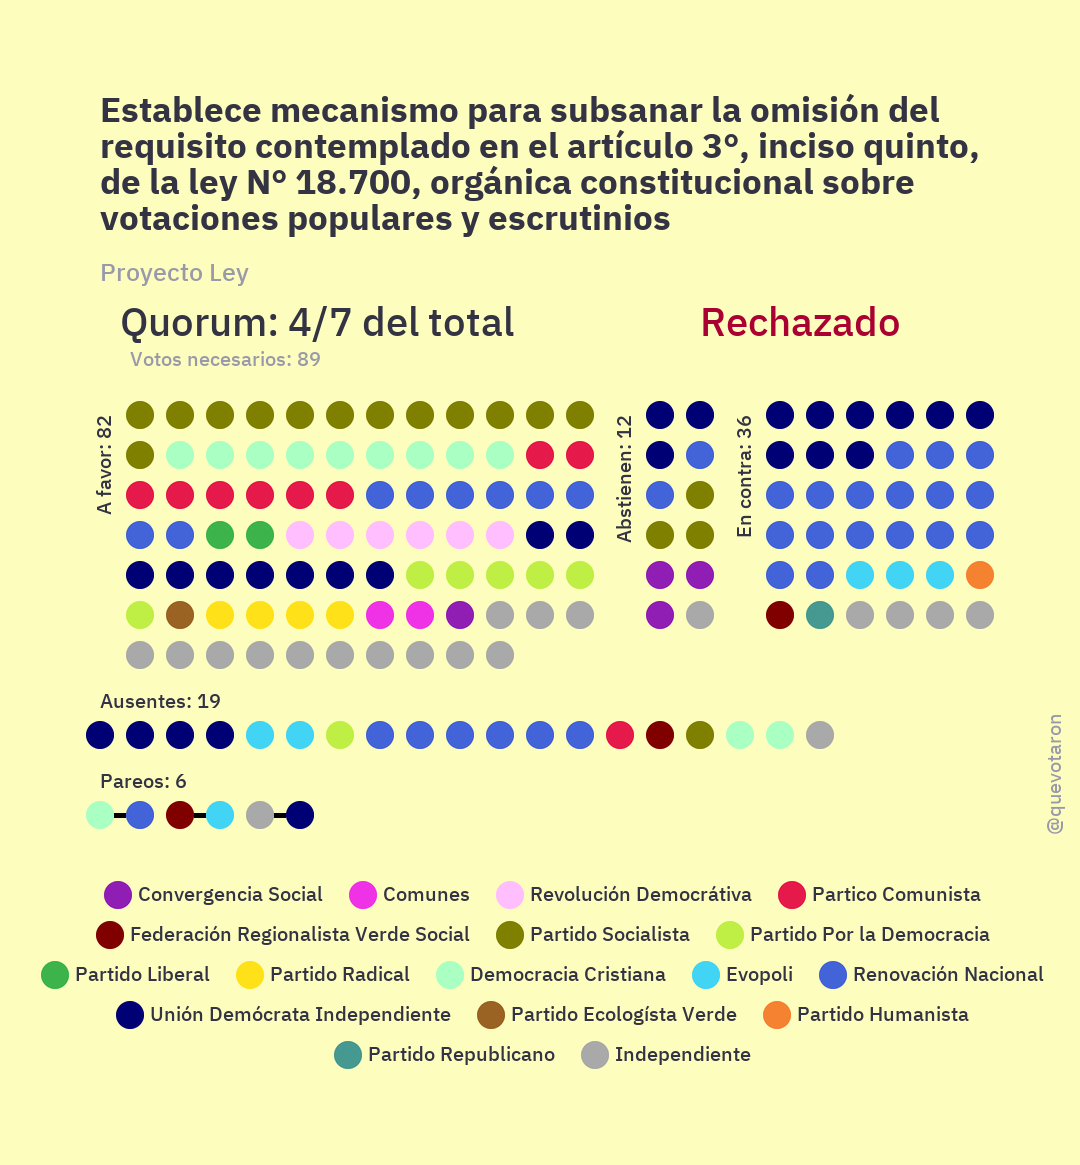 Establece mecanismo para subsanar la omisión del
requisito contemplado en el artículo 3°, inciso quinto,
de la ley N° 18.700, orgánica constitucional sobre
votaciones populares y escrutinios
Proyecto Ley
Quorum: 4/7 del total
Rechazado
Votos necesarios: 89
A favor: 82
Abstienen: 12
En contra: 36
Ausentes: 19
Pareos: 6
@quevotaron
Convergencia Social
Comunes
Revolución Democrátiva
Partico Comunista
Federación Regionalista Verde Social
Partido Socialista
Partido Por la Democracia
Partido Liberal
Partido Radical
Democracia Cristiana
Evopoli
Renovación Nacional
Unión Demócrata Independiente
Partido Ecologísta Verde
Partido Humanista
Partido Republicano
Independiente